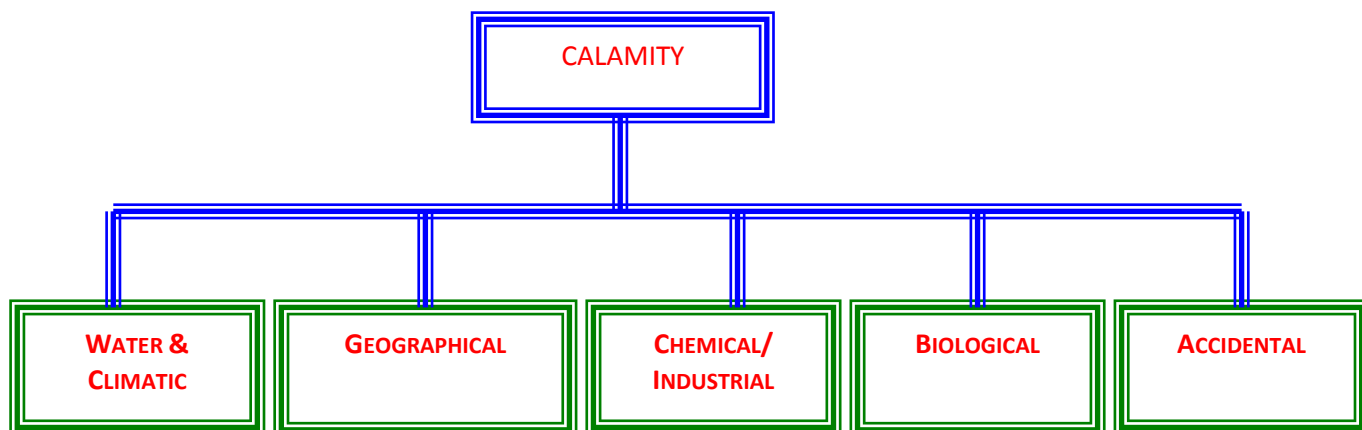 CALAMITY
WATER &
CLIMATIC
GEOGRAPHICAL
CHEMICAL/
INDUSTRIAL
BIOLOGICAL
ACCIDENTAL